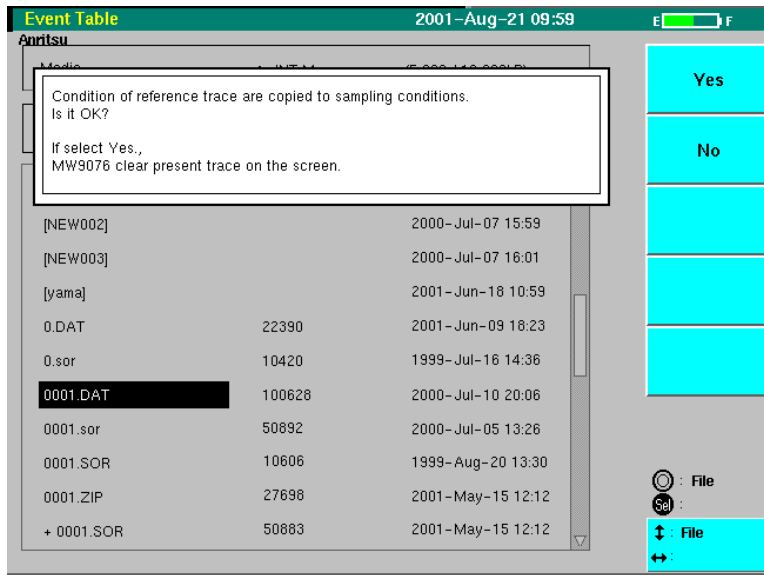 Event Table 2001-Aug-21 09:59 E F
Anritsu
Condition of reference trace are copied to sampling conditions.
Is it OK?
If select Yes.,
MW9076 clear present trace on the screen.
Yes
No
[NEW002] 2000-Jul-07 15:59
[NEW003] 2000-Jul-07 16:01
[yama] 2001-Jun-18 10:59
0.DAT 22390 2001-Jun-09 18:23
0.sor 10420 1999-Jul-16 14:36
0001.DAT 100628 2000-Jul-10 20:06
0001.sor 50892 2000-Jul-05 13:26
0001.SOR 10606 1999-Aug-20 13:30
0001.ZIP 27698 2001-May-15 12:12
+ 0001.SOR 50883 2001-May-15 12:12
: File
Sel :
↕ : File
↔ :